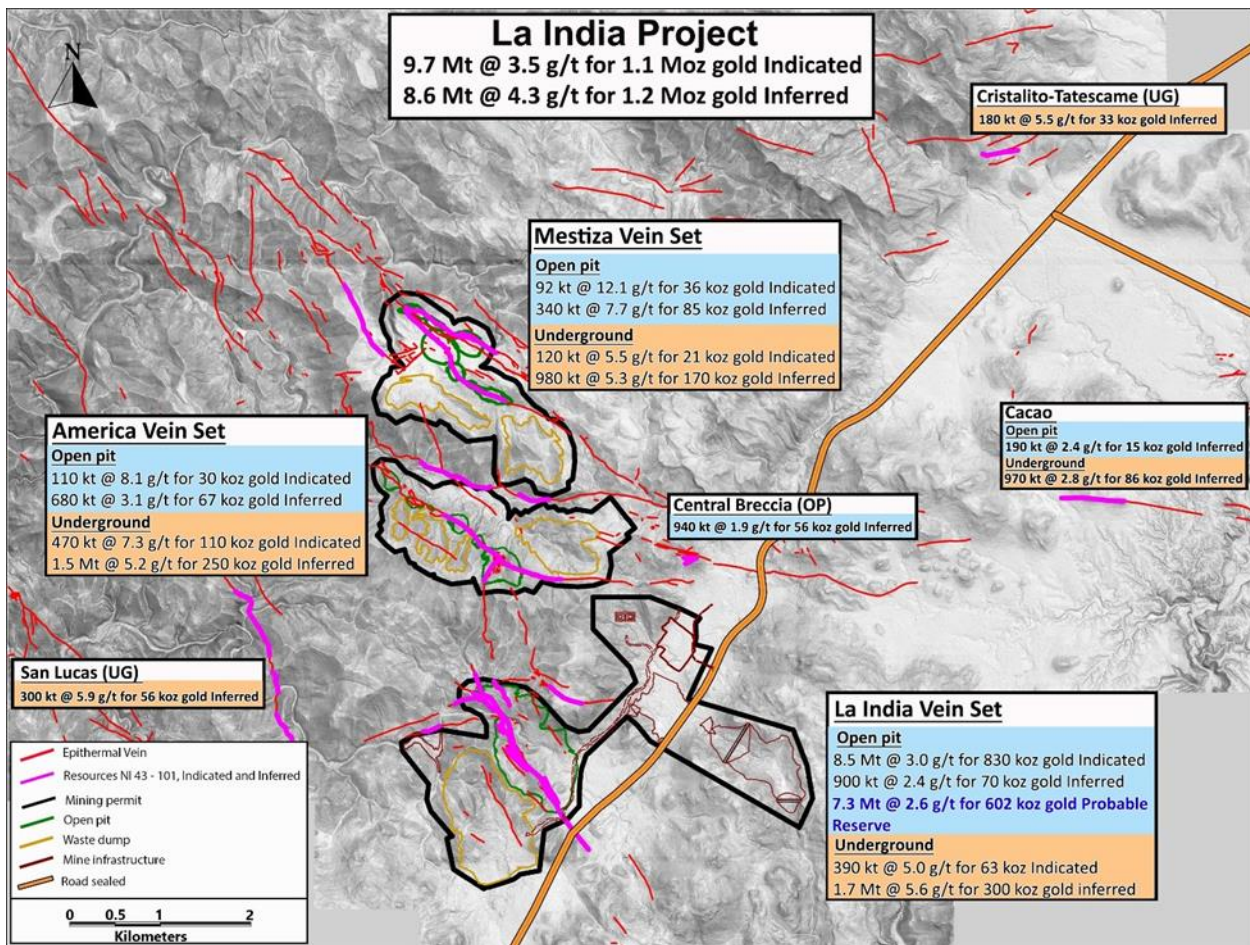 La India Project
9.7 Mt @ 3.5 g/t for 1.1 Moz gold Indicated
8.6 Mt @ 4.3 g/t for 1.2 Moz gold Inferred
N
Cristalito-Tatescame (UG)
180 kt @ 5.5 g/t for 33 koz gold Inferred
Mestiza Vein Set
Open pit
92 kt @ 12.1 g/t for 36 koz gold Indicated
340 kt @ 7.7 g/t for 85 koz gold Inferred
Underground
120 kt @ 5.5 g/t for 21 koz gold Indicated
980 kt @ 5.3 g/t for 170 koz gold Inferred
America Vein Set
Open pit
110 kt @ 8.1 g/t for 30 koz gold Indicated
680 kt @ 3.1 g/t for 67 koz gold Inferred
Underground
470 kt @ 7.3 g/t for 110 koz gold Indicated
1.5 Mt @ 5.2 g/t for 250 koz gold Inferred
Cacao
Open pit
190 kt @ 2.4 g/t for 15 koz gold Inferred
Underground
970 kt @ 2.8 g/t for 86 koz gold Inferred
Central Breccia (OP)
940 kt @ 1.9 g/t for 56 koz gold Inferred
San Lucas (UG)
300 kt @ 5.9 g/t for 56 koz gold Inferred
La India Vein Set
Open pit
8.5 Mt @ 3.0 g/t for 830 koz gold Indicated
900 kt @ 2.4 g/t for 70 koz gold Inferred
7.3 Mt @ 2.6 g/t for 602 koz gold Probable
Reserve
Underground
390 kt @ 5.0 g/t for 63 koz Indicated
1.7 Mt @ 5.6 g/t for 300 koz gold inferred
Epithermal Vein
Resources NI 43 - 101, Indicated and Inferred
Mining permit
Open pit
Waste dump
Mine infrastructure
Road sealed
0 0.5 1 2
Kilometers